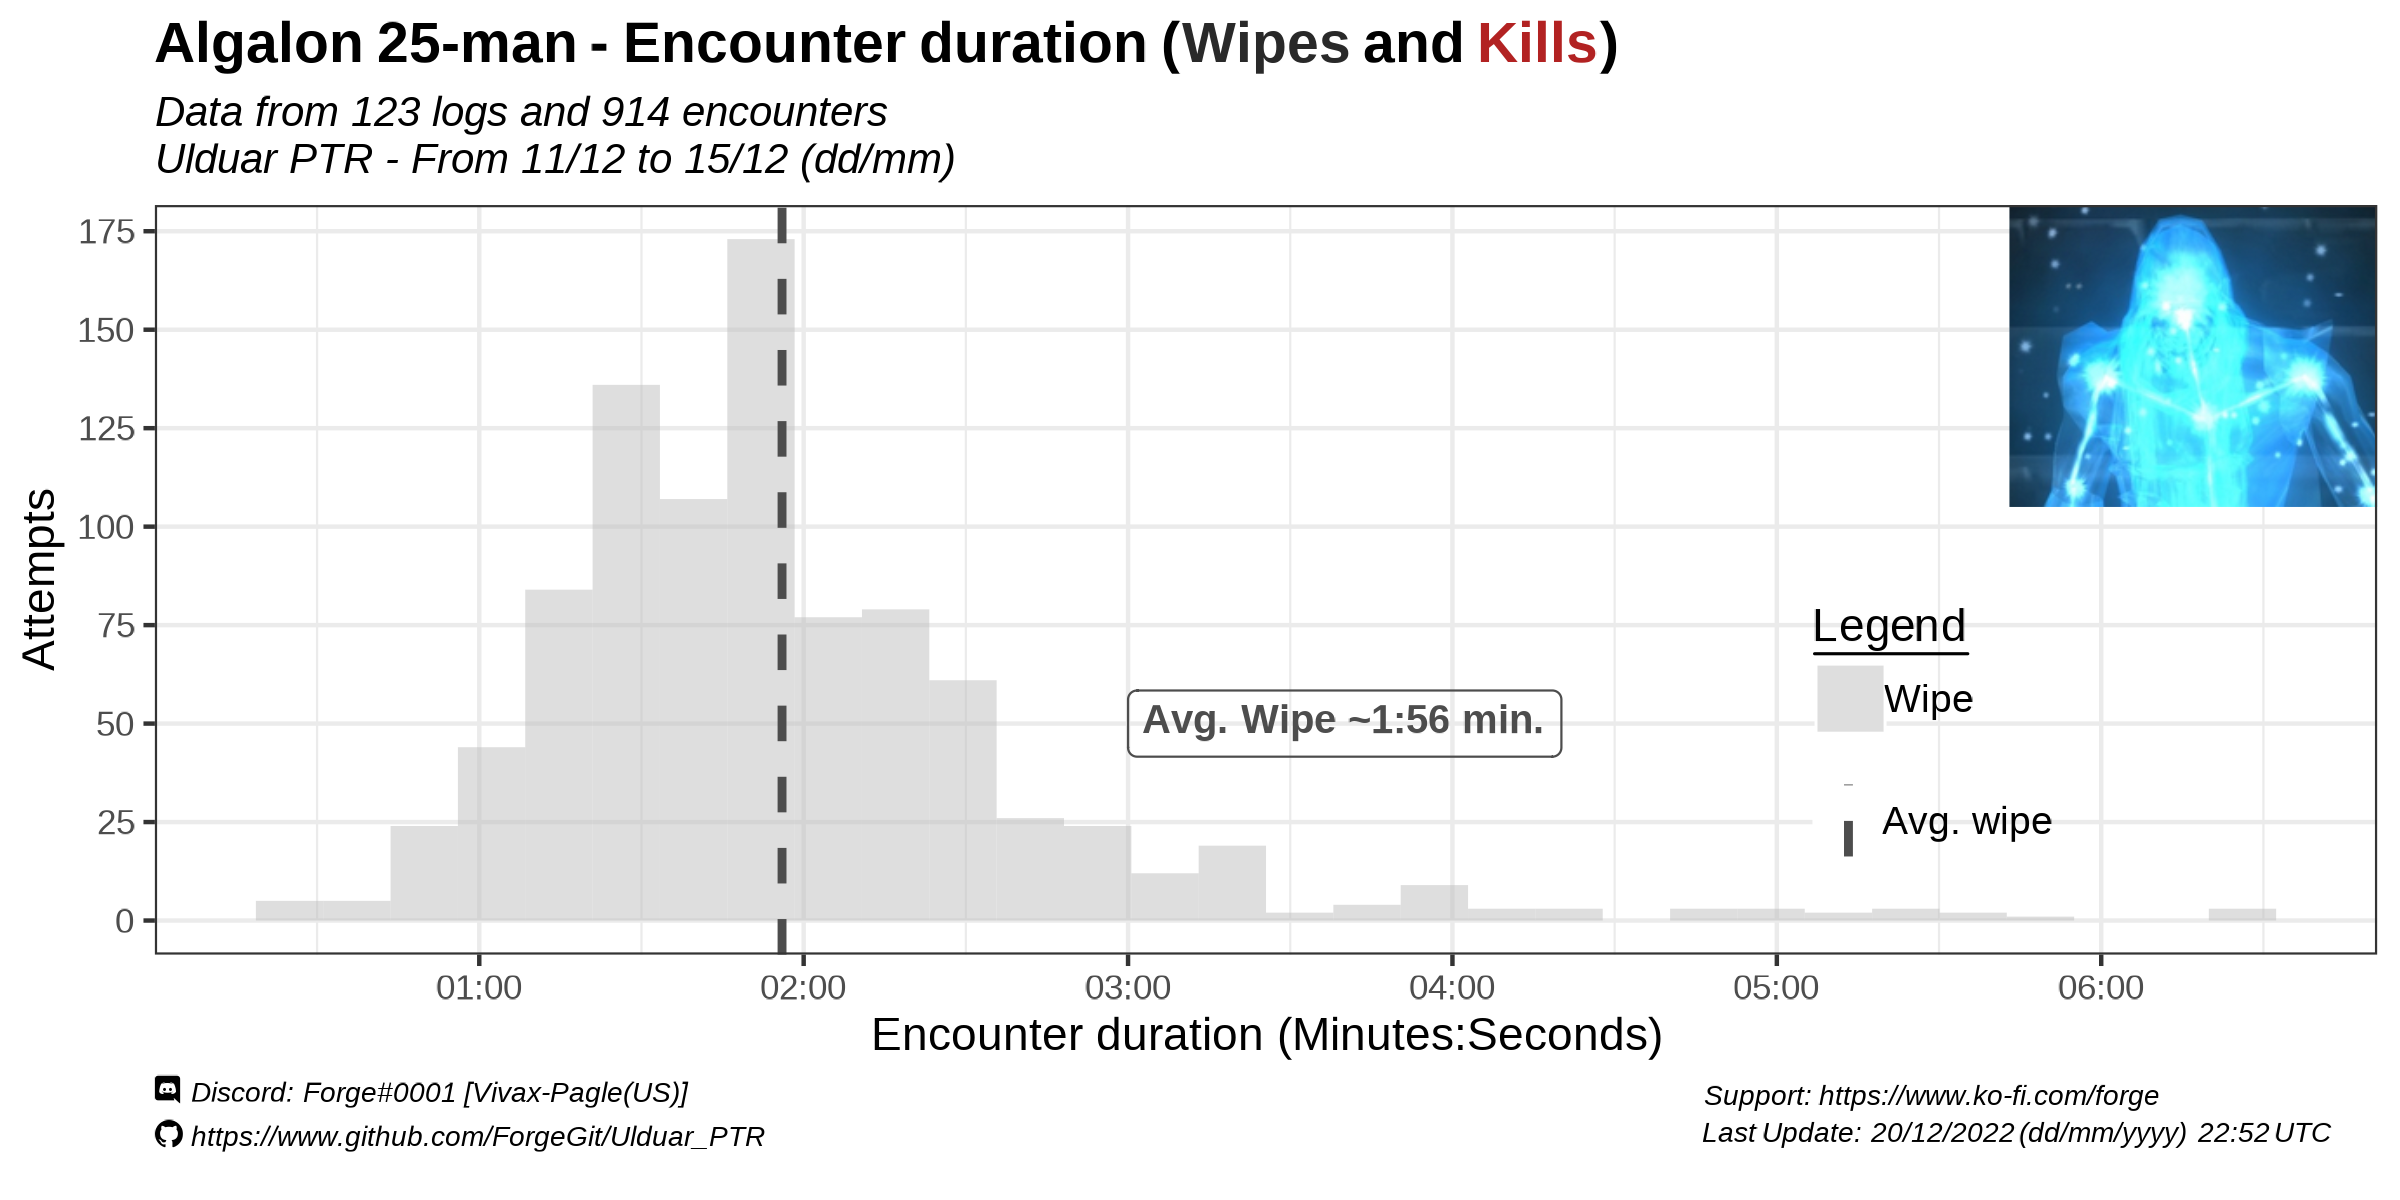 Algalon 25-man - Encounter duration (Wipes and Kills)
Data from 123 logs and 914 encounters
Ulduar PTR - From 11/12 to 15/12 (dd/mm)
Attempts
175
150
125
100
75
50
25
0
Avg. Wipe ~1:56 min.
Legend
Wipe
Avg. wipe
01:00 02:00 03:00 04:00 05:00 06:00
Encounter duration (Minutes:Seconds)
Discord: Forge#0001 [Vivax-Pagle(US)]
https://www.github.com/ForgeGit/Ulduar_PTR
Support: https://www.ko-fi.com/forge
Last Update: 20/12/2022 (dd/mm/yyyy) 22:52 UTC